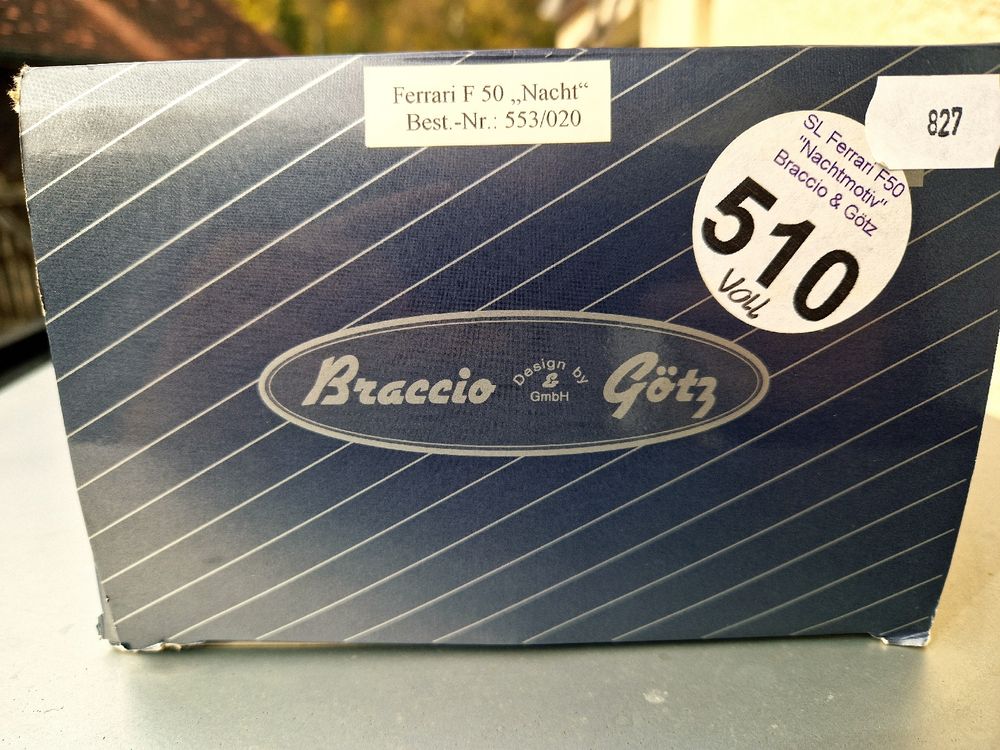 Ferrari F 50 „Nacht“
Best.-Nr.: 553/020
827
SL Ferrari F50
"Nachtmotiv"
Braccio & Götz
510
Voll
Braccio Design by & GmbH Götz